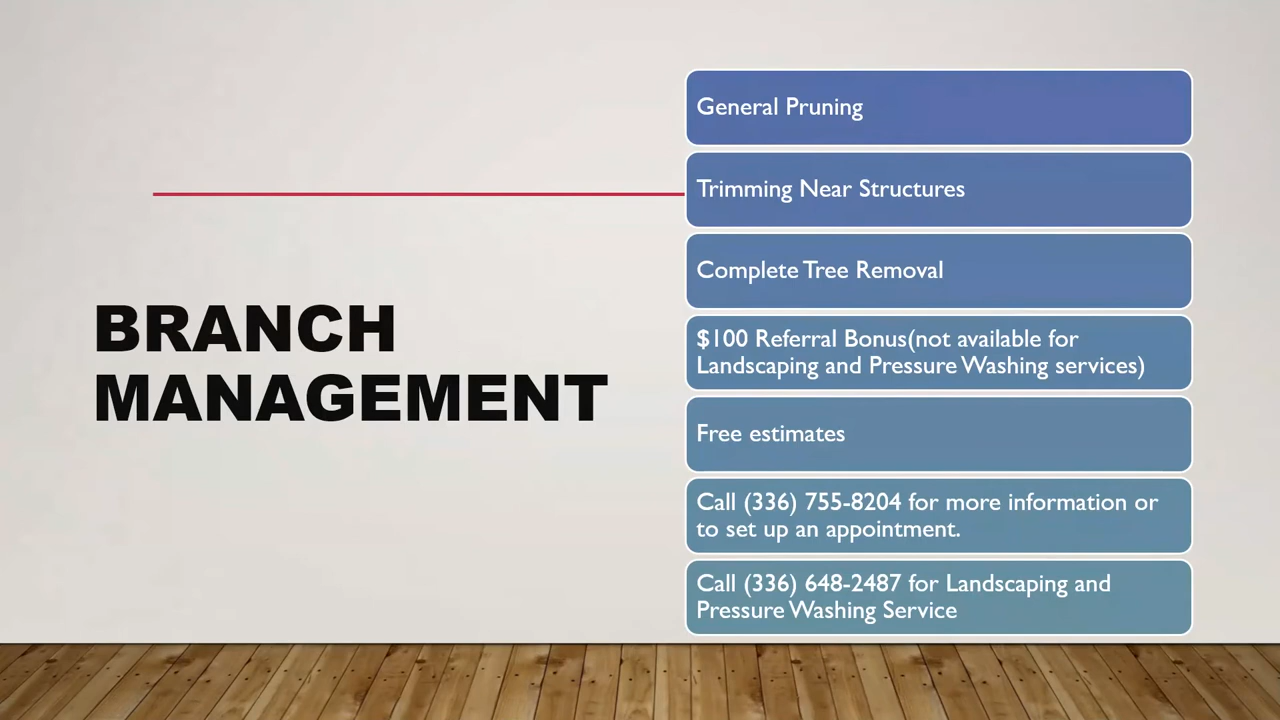 BRANCH
MANAGEMENT
General Pruning
Trimming Near Structures
Complete Tree Removal
$100 Referral Bonus(not available for
Landscaping and Pressure Washing services)
Free estimates
Call (336) 755-8204 for more information or
to set up an appointment.
Call (336) 648-2487 for Landscaping and
Pressure Washing Service